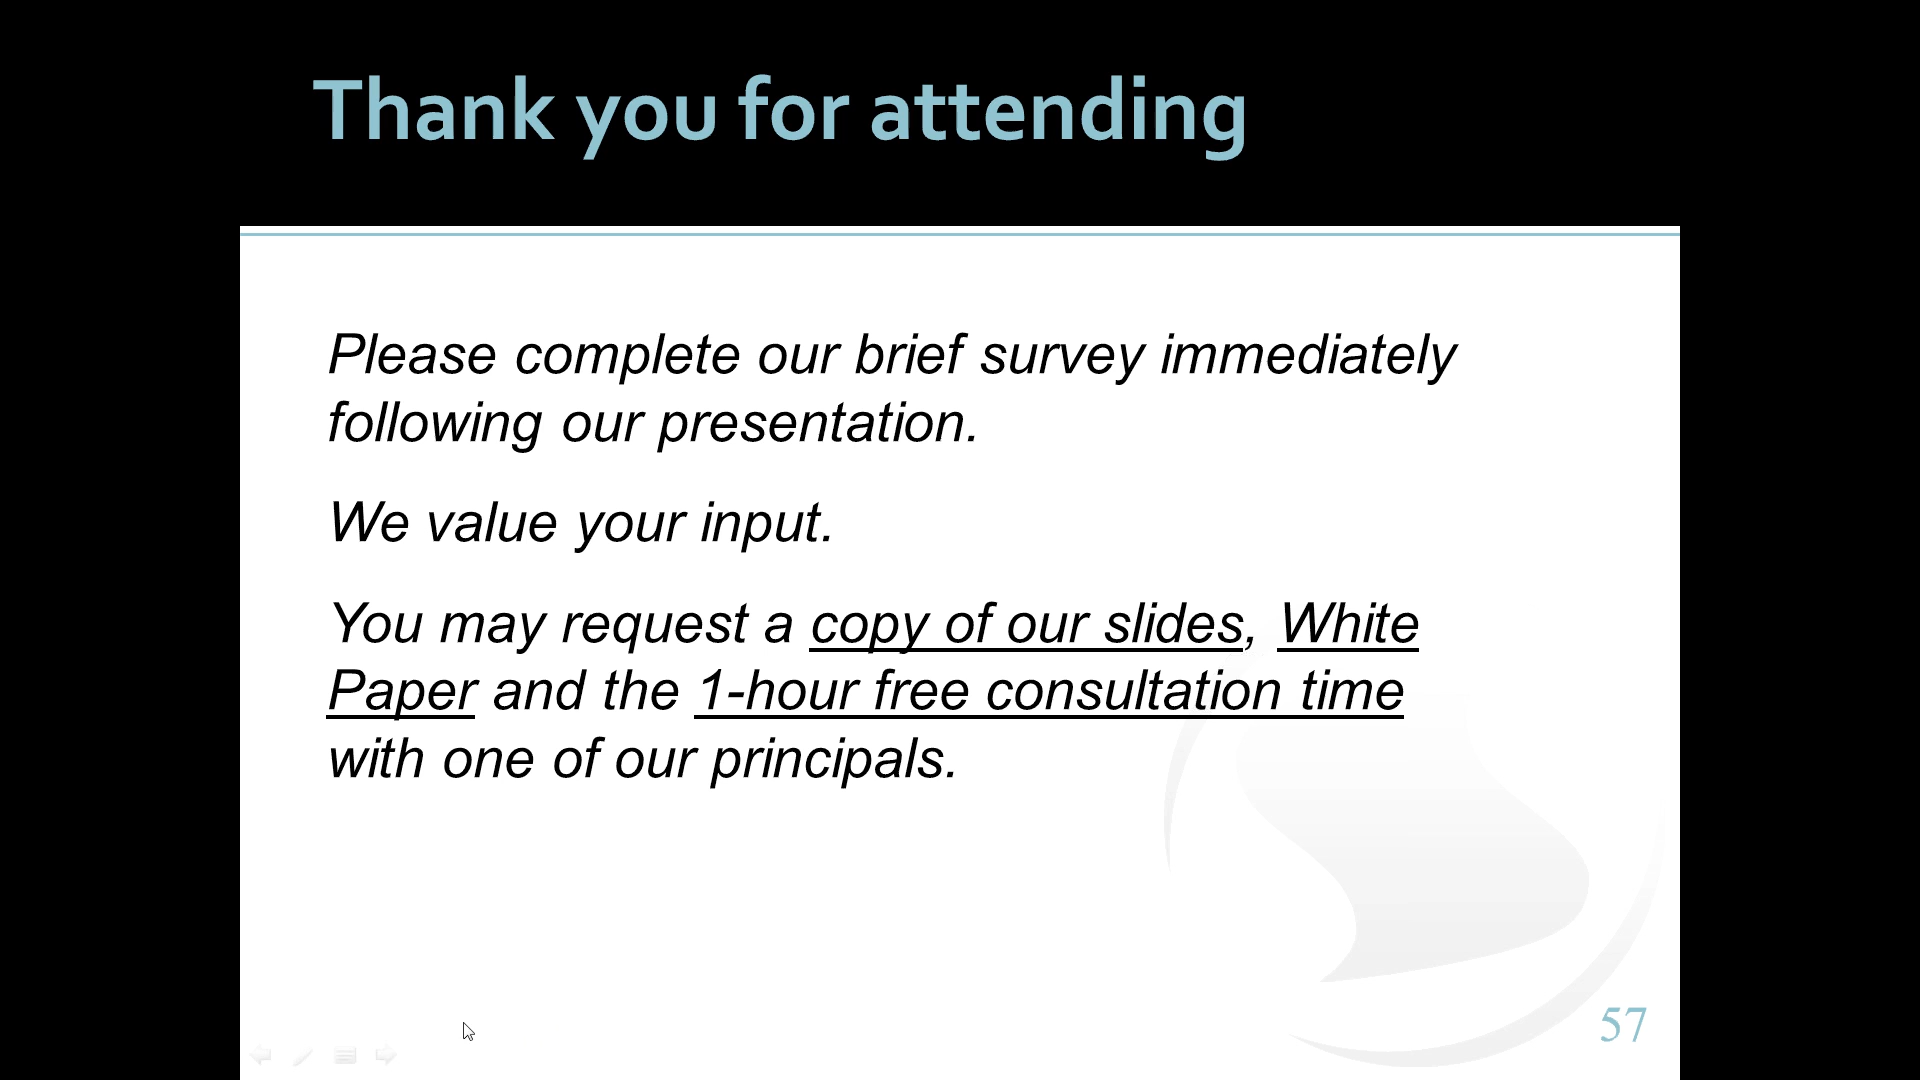 Thank you for attending
Please complete our brief survey immediately
following our presentation.
We value your input.
You may request a copy of our slides, White
Paper and the 1-hour free consultation time
with one of our principals.
57